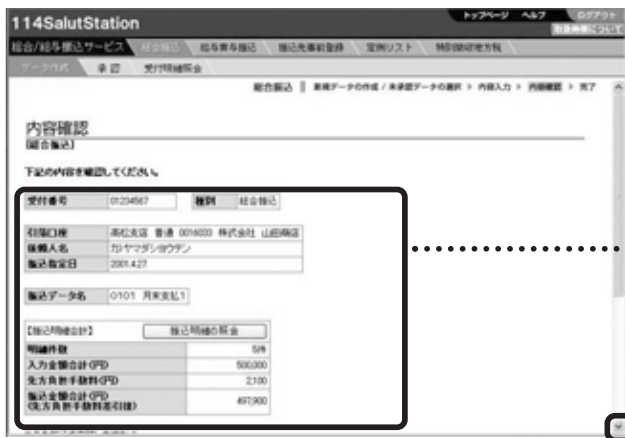 114SalutStation
トップページ ヘルプ ログアウト
総合/給与振込サービス 総合振込 給与賞与振込 振込先事前登録 定例リスト 特別徴収地方税
データ作成 承認 受付明細照会
総合振込 || 新規データの作成 / 未承認データの選択 > 内容入力 > 内容確認 > 完了
内容確認
[総合振込]
下記の内容を確認してください。
受付番号 01234567 種別 総合振込
引落口座 高松支店 普通 0016033 株式会社 山田商店
依頼人名 カ)ヤマダシヨウテン
振込指定日 2001.4.27
振込データ名 0101 月末支払1
【振込明細合計】 振込明細の照会
明細件数 5件
入力金額合計(円) 500,000
先方負担手数料(円) 2,100
振込金額合計(円) 497,900
(先方負担手数料差引後)